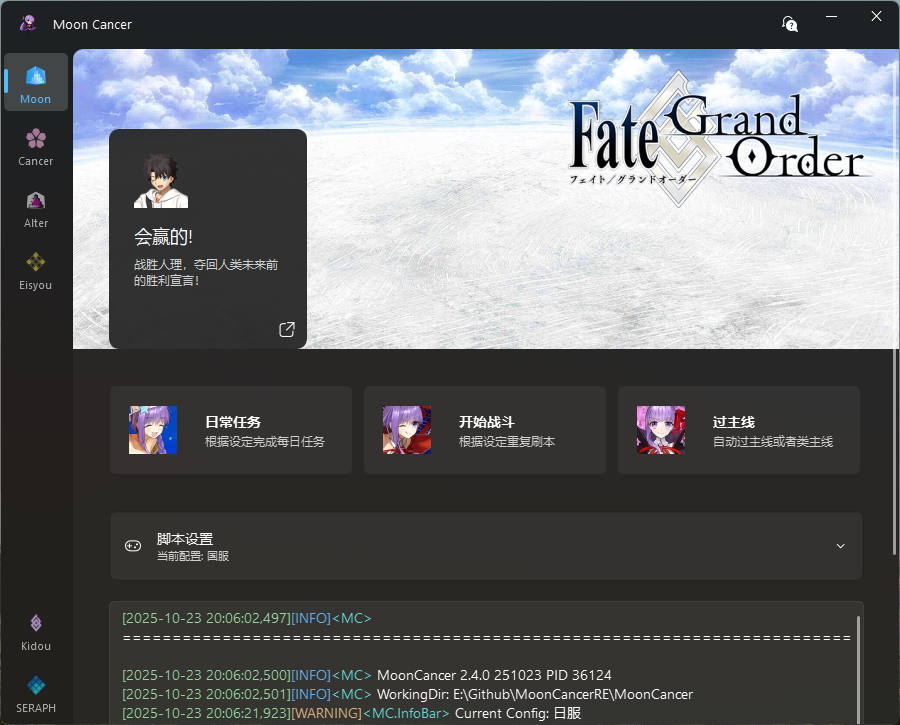 Moon Cancer
Moon
Cancer
Alter
Eisyou
Kidou
SERAPH
Fate
Grand
Order
フェイト／グランドオーダー
会赢的!
战胜人理，夺回人类未来前
的胜利宣言！
日常任务
根据设定完成每日任务
开始战斗
根据设定重复刷本
过主线
自动过主线或者类主线
脚本设置
当前配置: 国服
[2025-10-23 20:06:02,497][INFO]<MC>
=========================================================================
[2025-10-23 20:06:02,500][INFO]<MC> MoonCancer 2.4.0 251023 PID 36124
[2025-10-23 20:06:02,501][INFO]<MC> WorkingDir: E:\Github\MoonCancerRE\MoonCancer
[2025-10-23 20:06:21,923][WARNING]<MC.InfoBar> Current Config: 日服